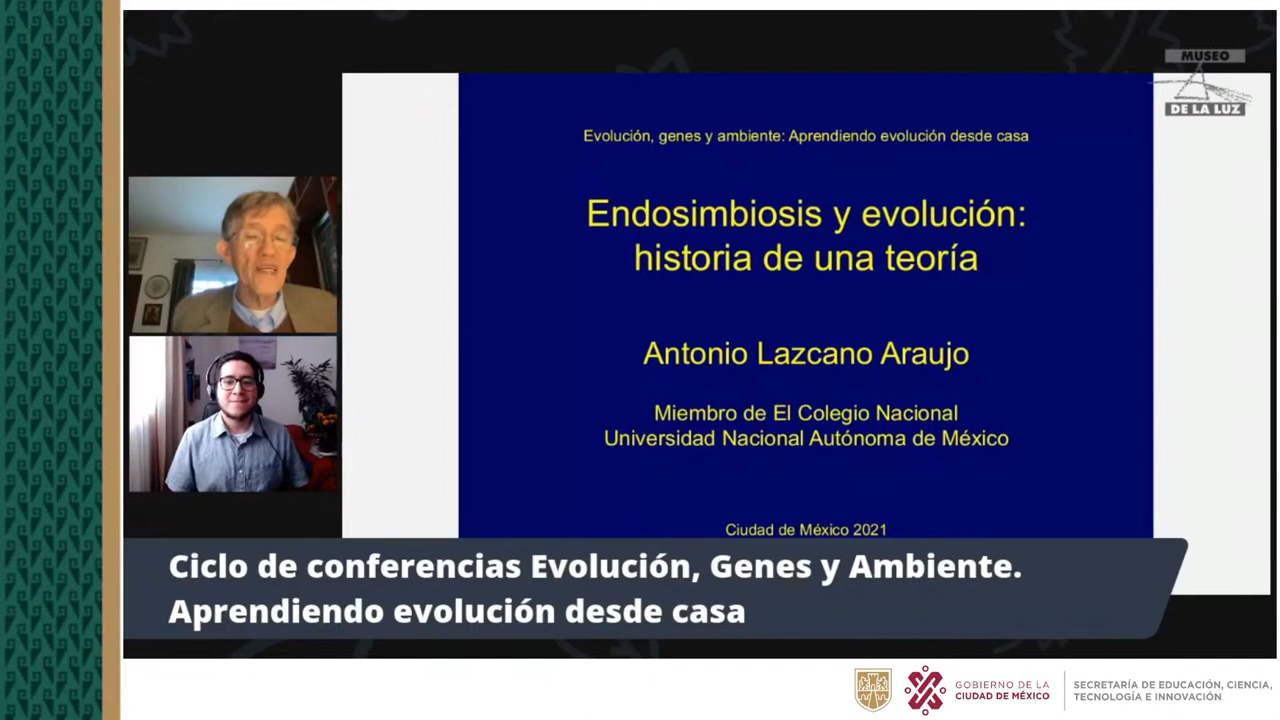 MUSEO
DE LA LUZ
Evolución, genes y ambiente: Aprendiendo evolución desde casa
Endosimbiosis y evolución:
historia de una teoría
Antonio Lazcano Araujo
Miembro de El Colegio Nacional
Universidad Nacional Autónoma de México
Ciudad de México 2021
Ciclo de conferencias Evolución, Genes y Ambiente.
Aprendiendo evolución desde casa
GOBIERNO DE LA
CIUDAD DE MÉXICO
SECRETARÍA DE EDUCACIÓN, CIENCIA,
TECNOLOGÍA E INNOVACIÓN